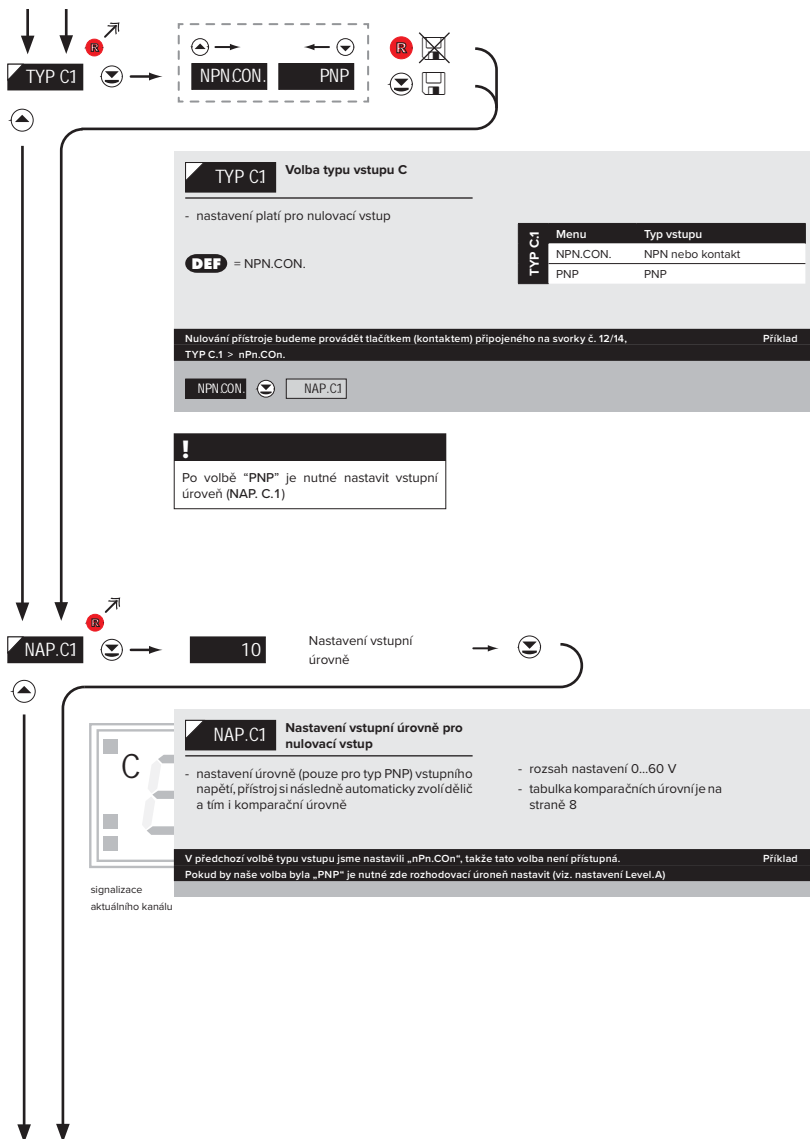 R
TYP C.1
NPN.CON.
PNP
R
TYP C.1
Volba typu vstupu C
- nastavení platí pro nulovací vstup
DEF = NPN.CON.
TYP C.1
Menu Typ vstupu
NPN.CON. NPN nebo kontakt
PNP PNP
Nulování přístroje budeme provádět tlačítkem (kontaktem) připojeného na svorky č. 12/14, Příklad
TYP C.1 > nPn.COn.
NPN.CON. NAP.C.1
!
Po volbě “PNP” je nutné nastavit vstupní
úroveň (NAP. C.1)
R
NAP.C.1
10
Nastavení vstupní
úrovně
C
signalizace
aktuálního kanálu
NAP.C.1
Nastavení vstupní úrovně pro
nulovací vstup
- nastavení úrovně (pouze pro typ PNP) vstupního
napětí, přístroj si následně automaticky zvolí dělič
a tím i komparační úrovně
- rozsah nastavení 0...60 V
- tabulka komparačních úrovní je na
straně 8
V předchozí volbě typu vstupu jsme nastavili „nPn.COn“, takže tato volba není přístupná. Příklad
Pokud by naše volba byla „PNP“ je nutné zde rozhodovací úroneň nastavit (viz. nastavení Level.A)